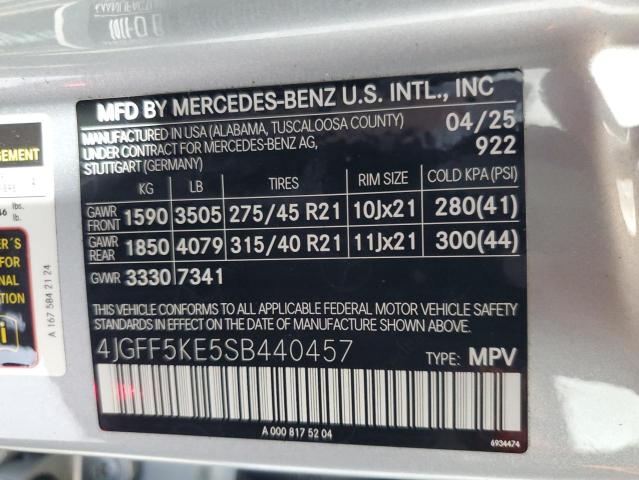 MFD BY MERCEDES-BENZ U.S. INTL., INC
MANUFACTURED IN USA (ALABAMA, TUSCALOOSA COUNTY) 04/25
UNDER CONTRACT FOR MERCEDES-BENZ AG, 922
STUTTGART (GERMANY)
KG LB TIRES RIM SIZE COLD KPA (PSI)
GAWR FRONT 1590 3505 275/45 R21 10Jx21 280(41)
GAWR REAR 1850 4079 315/40 R21 11Jx21 300(44)
GVWR 3330 7341
THIS VEHICLE CONFORMS TO ALL APPLICABLE FEDERAL MOTOR VEHICLE SAFETY
STANDARDS IN EFFECT ON THE DATE OF MANUFACTURE SHOWN ABOVE.
4JGFF5KE5SB440457 TYPE: MPV
A 000 817 52 04
6934474
A 167 584 21 24
lbs.
lb.
FOR